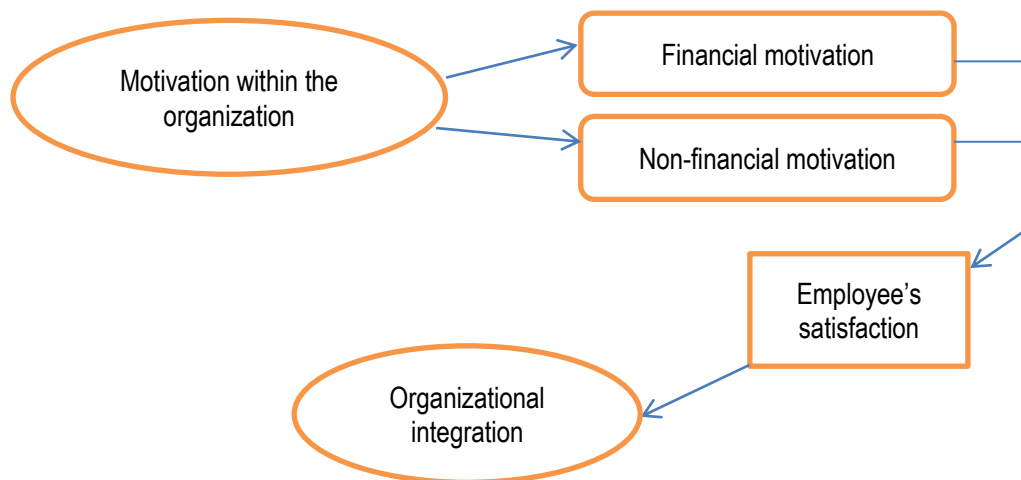 Motivation within the
organization
Financial motivation
Non-financial motivation
Employee’s
satisfaction
Organizational
integration